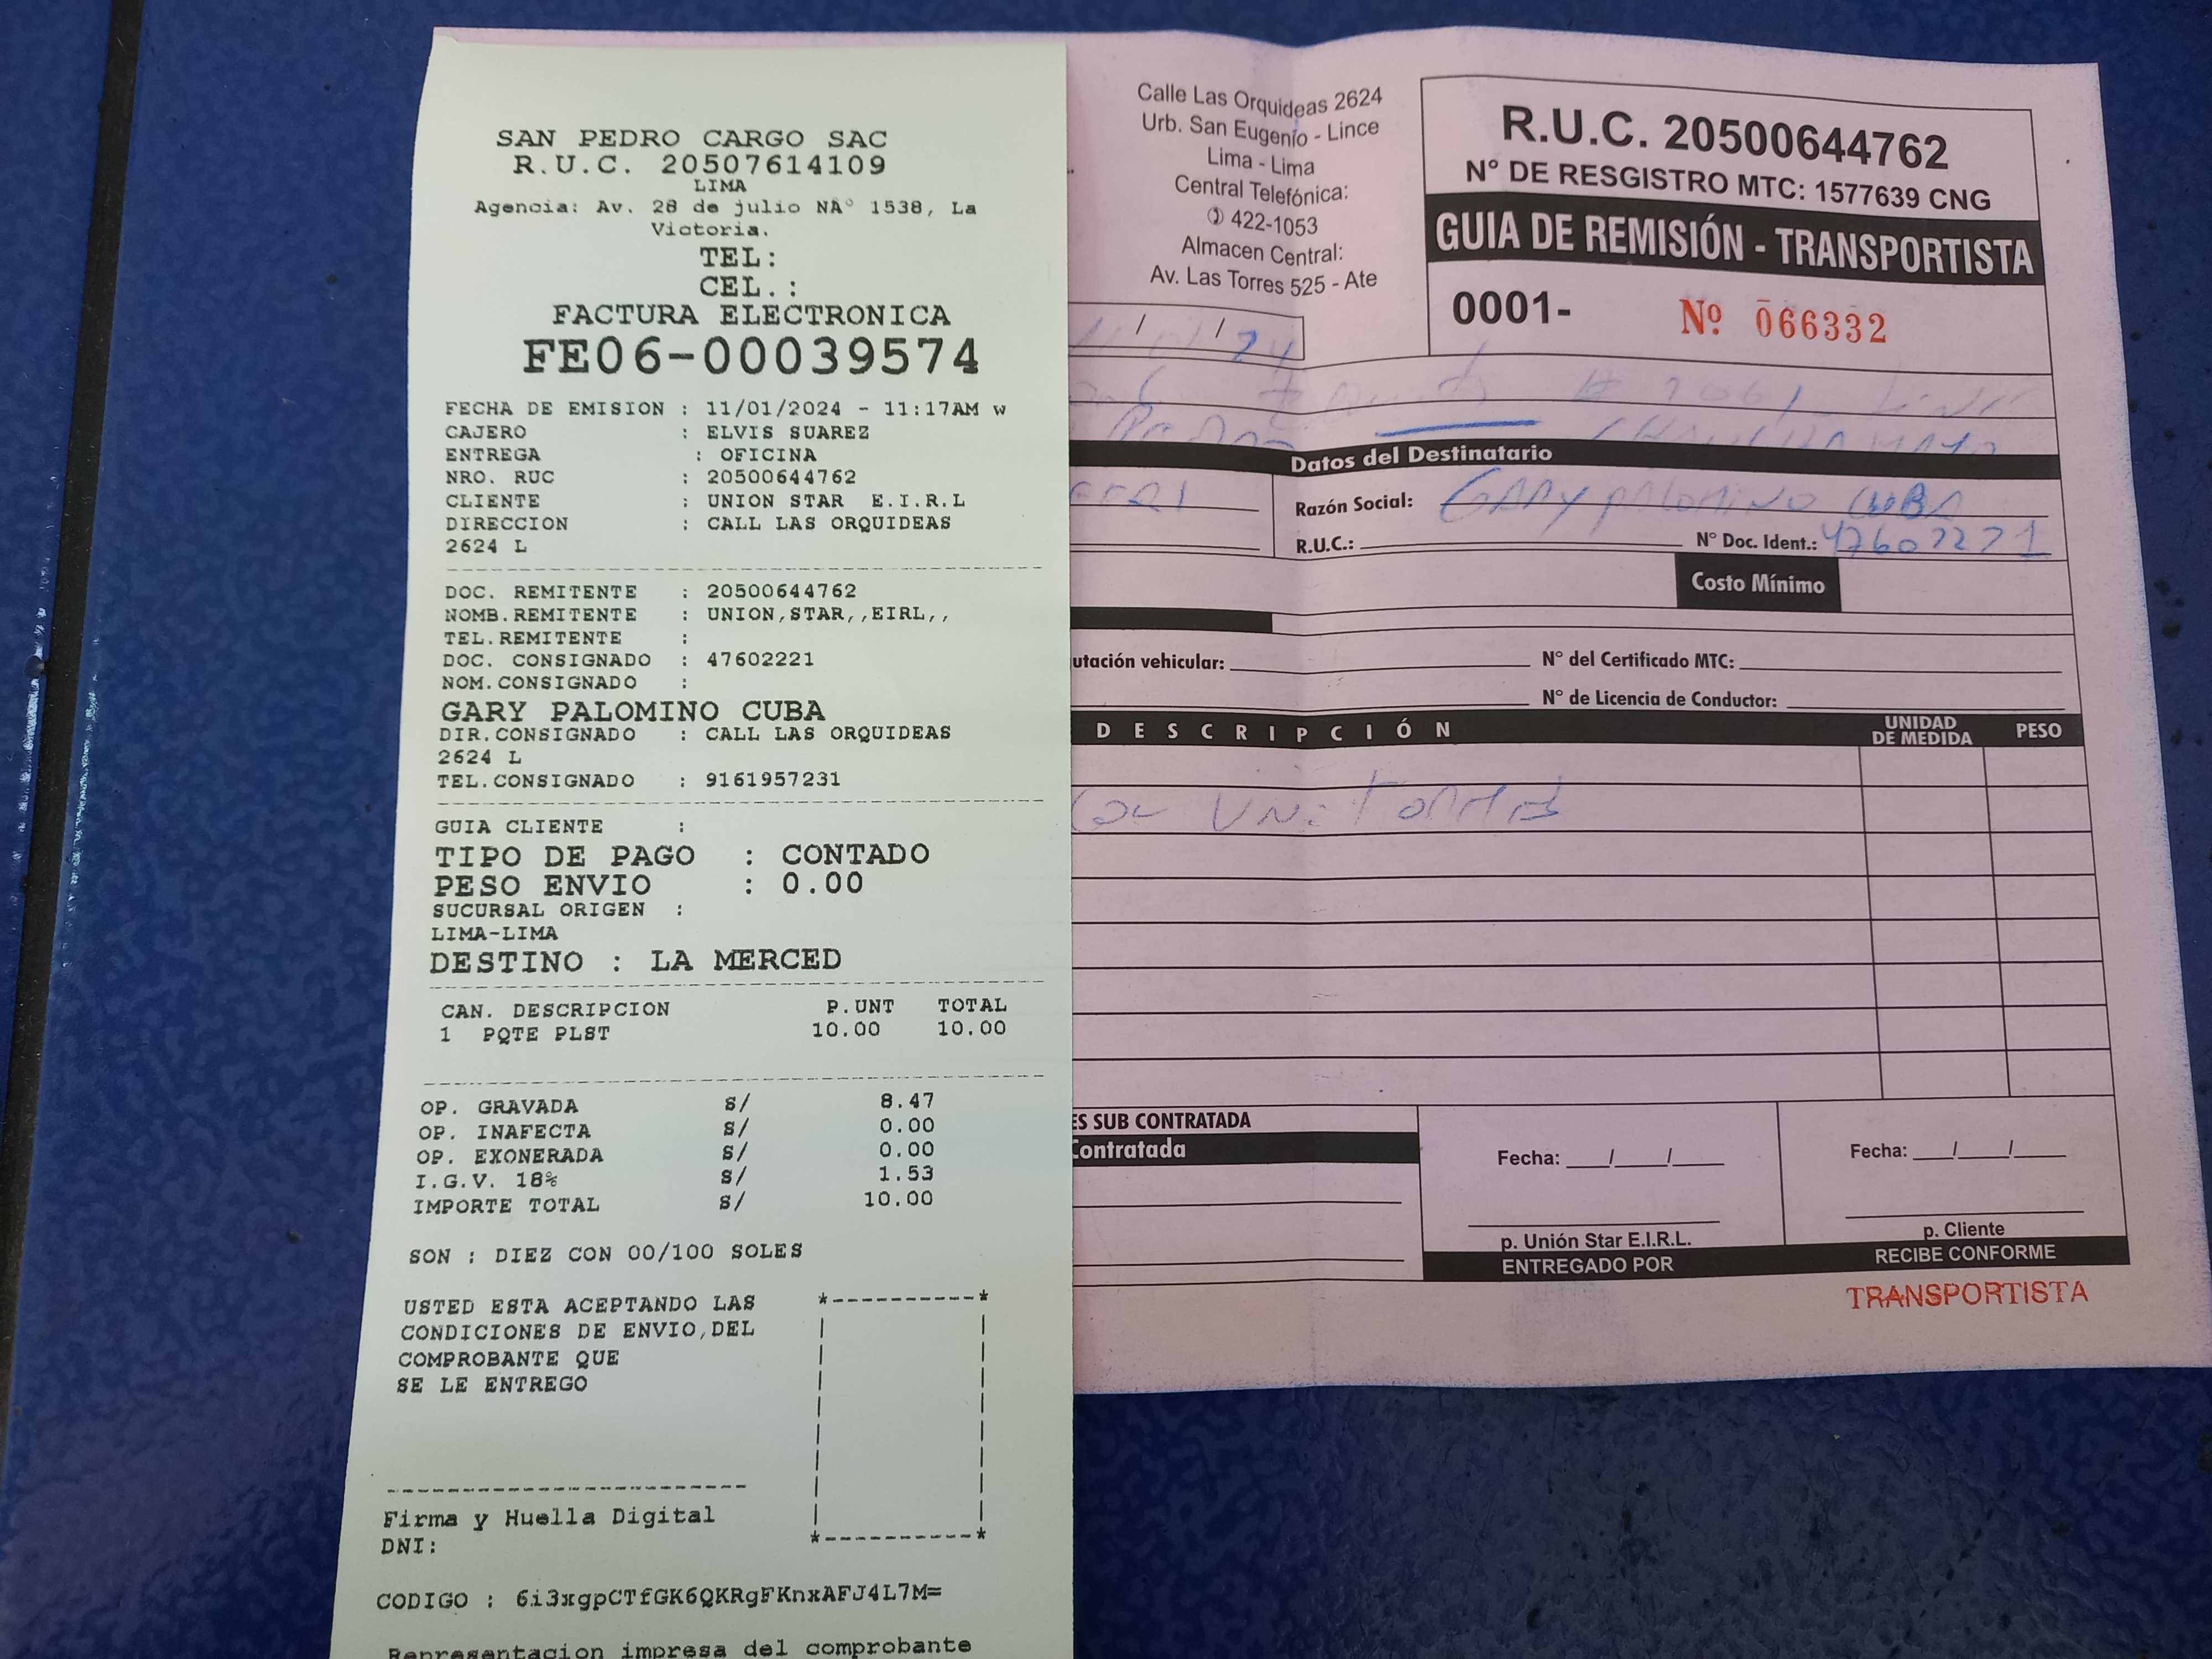 SAN PEDRO CARGO SAC
R.U.C. 20507614109
LIMA
Agencia: Av. 28 de julio NÂ° 1538, La
Victoria.
TEL:
CEL.:
FACTURA ELECTRONICA
FE06-00039574
FECHA DE EMISION : 11/01/2024 - 11:17AM w
CAJERO : ELVIS SUAREZ
ENTREGA : OFICINA
NRO. RUC : 20500644762
CLIENTE : UNION STAR E.I.R.L
DIRECCION : CALL LAS ORQUIDEAS
2624 L
DOC. REMITENTE : 20500644762
NOMB.REMITENTE : UNION,STAR,,EIRL,,
TEL.REMITENTE :
DOC. CONSIGNADO : 47602221
NOM.CONSIGNADO :
GARY PALOMINO CUBA
DIR.CONSIGNADO : CALL LAS ORQUIDEAS
2624 L
TEL.CONSIGNADO : 9161957231
GUIA CLIENTE :
TIPO DE PAGO : CONTADO
PESO ENVIO : 0.00
SUCURSAL ORIGEN :
LIMA-LIMA
DESTINO : LA MERCED
CAN. DESCRIPCION P.UNT TOTAL
1 PQTE PLST 10.00 10.00
OP. GRAVADA S/ 8.47
OP. INAFECTA S/ 0.00
OP. EXONERADA S/ 0.00
I.G.V. 18% S/ 1.53
IMPORTE TOTAL S/ 10.00
SON : DIEZ CON 00/100 SOLES
USTED ESTA ACEPTANDO LAS
CONDICIONES DE ENVIO,DEL
COMPROBANTE QUE
SE LE ENTREGO
Firma y Huella Digital
DNI:
CODIGO : 6i3xgpCTfGK6QKRgFKnxAFJ4L7M=
Representacion impresa del comprobante
Calle Las Orquideas 2624
Urb. San Eugenio - Lince
Lima - Lima
Central Telefónica:
422-1053
Almacen Central:
Av. Las Torres 525 - Ate
R.U.C. 20500644762
N° DE RESGISTRO MTC: 1577639 CNG
GUIA DE REMISIÓN - TRANSPORTISTA
0001- Nº 066332
/ / 24
Datos del Destinatario
Razón Social: GARY PALOMINO CUBA
R.U.C.: N° Doc. Ident.: 47602221
Costo Mínimo
utación vehicular: N° del Certificado MTC:
N° de Licencia de Conductor:
DESCRIPCIÓN UNIDAD DE MEDIDA PESO
ES SUB CONTRATADA
Contratada
Fecha: / /
p. Unión Star E.I.R.L.
ENTREGADO POR
Fecha: / /
p. Cliente
RECIBE CONFORME
TRANSPORTISTA